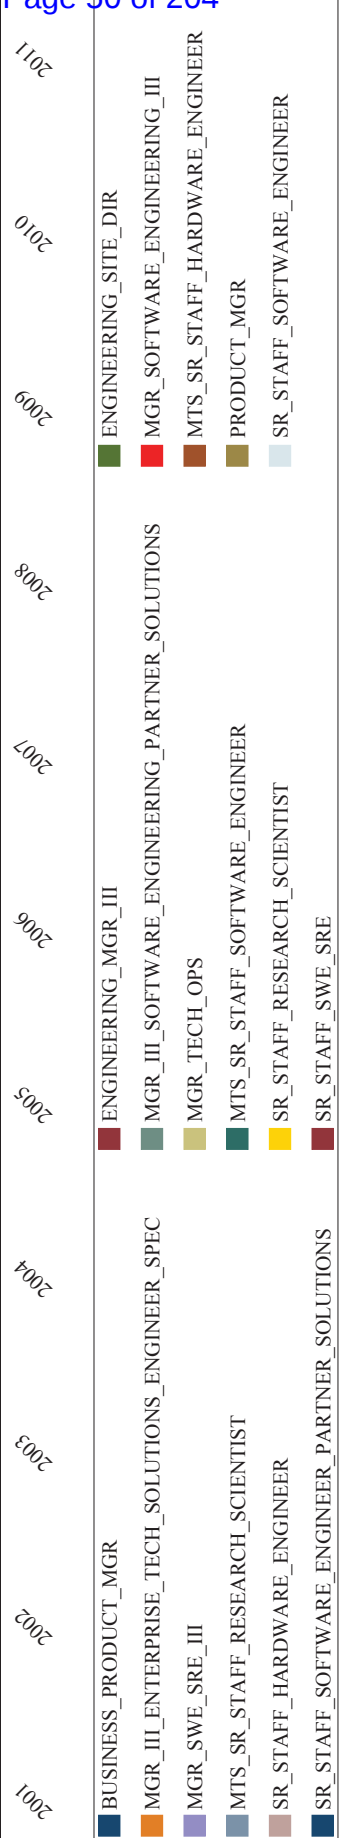 Page 50 of 204
2001 2002 2003 2004 2005 2006 2007 2008 2009 2010 2011
BUSINESS_PRODUCT_MGR ENGINEERING_MGR_III ENGINEERING_SITE_DIR
MGR_III_ENTERPRISE_TECH_SOLUTIONS_ENGINEER_SPEC MGR_III_SOFTWARE_ENGINEERING_PARTNER_SOLUTIONS MGR_SOFTWARE_ENGINEERING_III
MGR_SWE_SRE_III MGR_TECH_OPS MTS_SR_STAFF_HARDWARE_ENGINEER
MTS_SR_STAFF_RESEARCH_SCIENTIST MTS_SR_STAFF_SOFTWARE_ENGINEER PRODUCT_MGR
SR_STAFF_HARDWARE_ENGINEER SR_STAFF_RESEARCH_SCIENTIST SR_STAFF_SOFTWARE_ENGINEER
SR_STAFF_SOFTWARE_ENGINEER_PARTNER_SOLUTIONS SR_STAFF_SWE_SRE